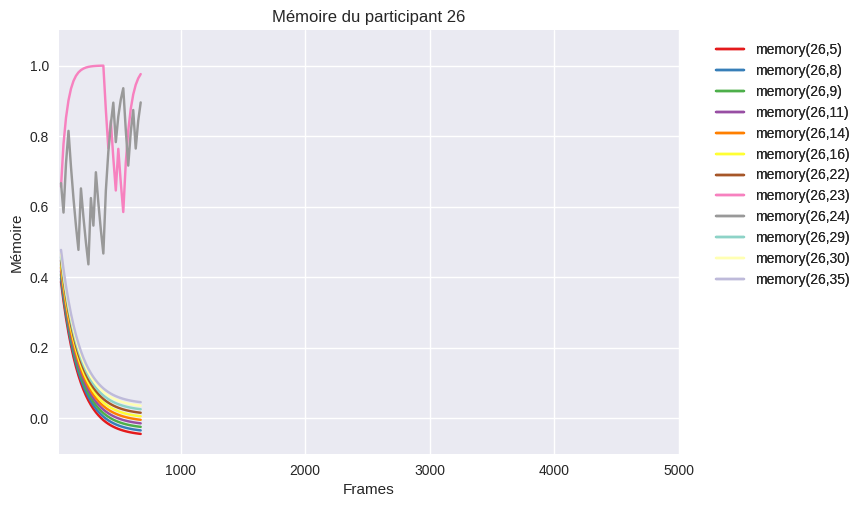 Mémoire du participant 26
Mémoire
1.0
0.8
0.6
0.4
0.2
0.0
1000
2000
3000
4000
5000
Frames
memory(26,5)
memory(26,8)
memory(26,9)
memory(26,11)
memory(26,14)
memory(26,16)
memory(26,22)
memory(26,23)
memory(26,24)
memory(26,29)
memory(26,30)
memory(26,35)